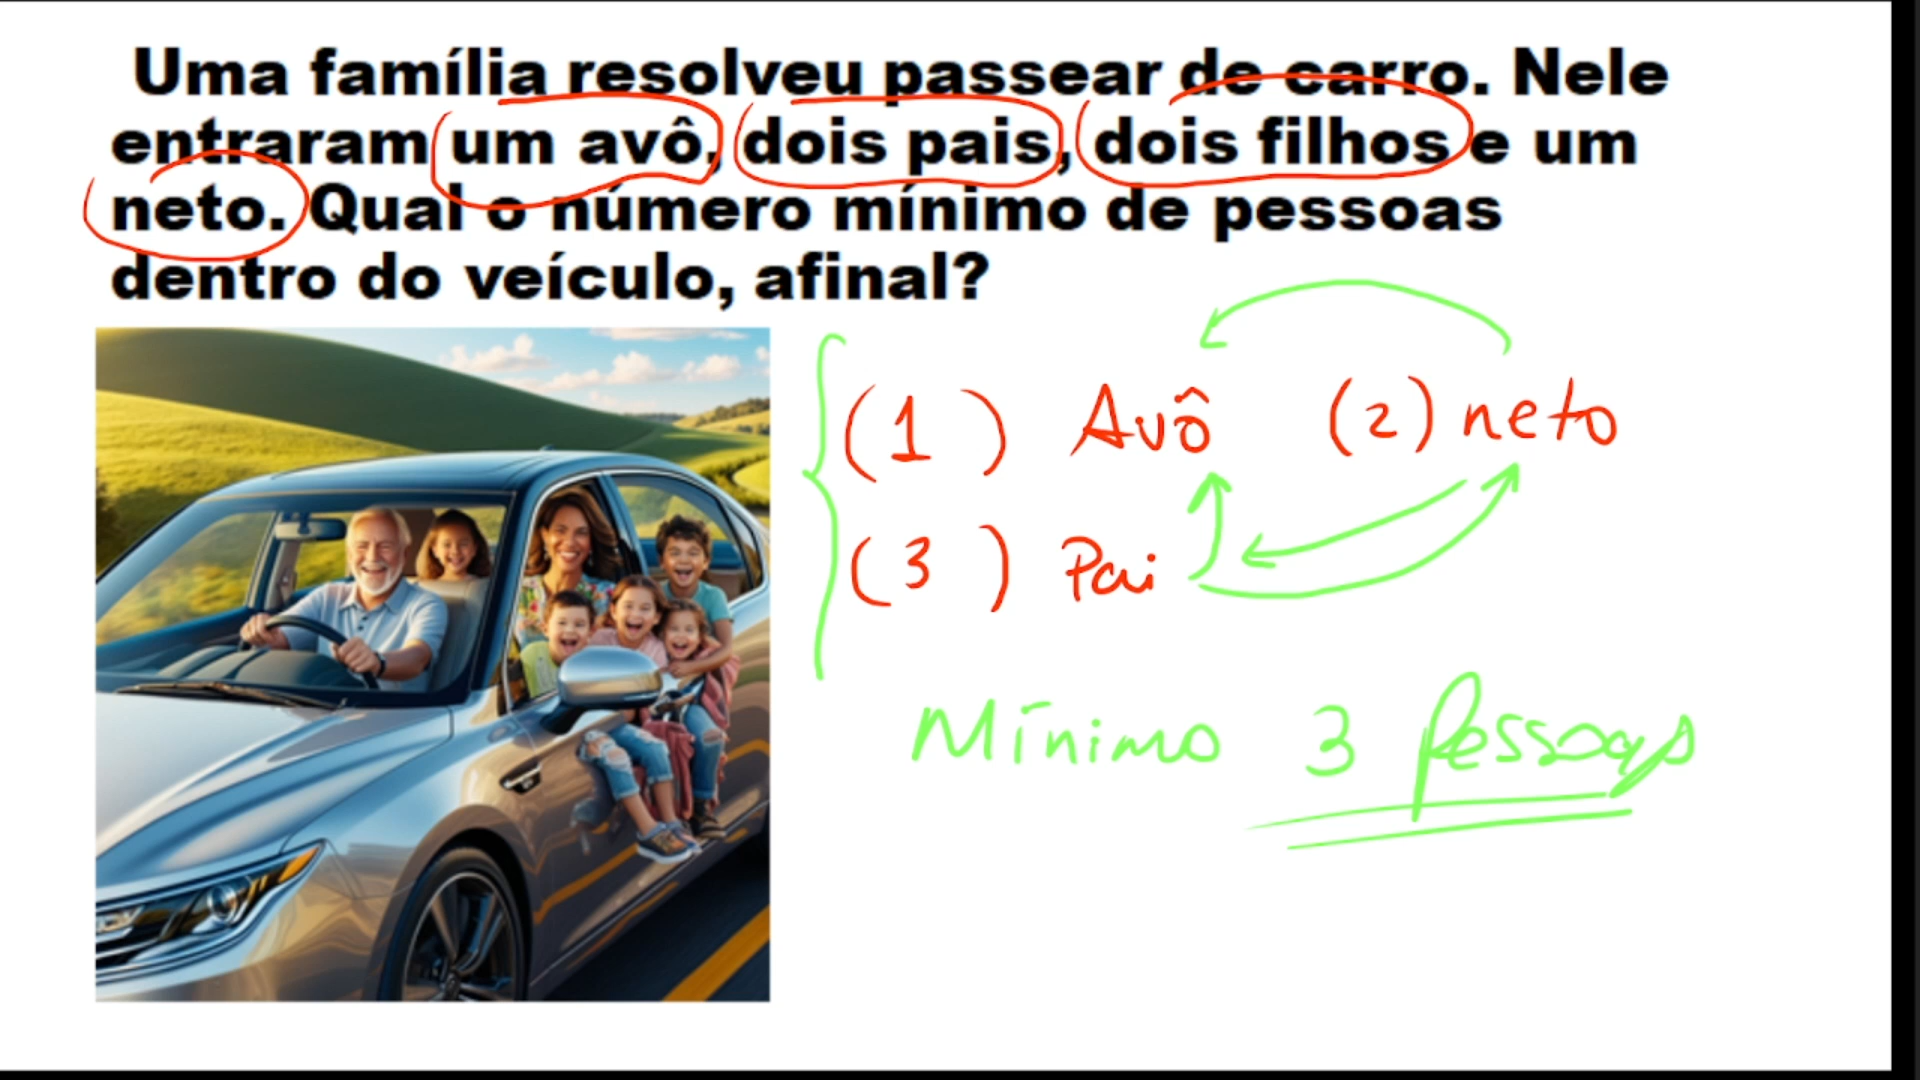 Uma família resolveu passear de carro. Nele
entraram um avô, dois pais, dois filhos e um
neto. Qual o número mínimo de pessoas
dentro do veículo, afinal?
(1) Avô (2) neto
(3) Pai
Mínimo 3 Pessoas